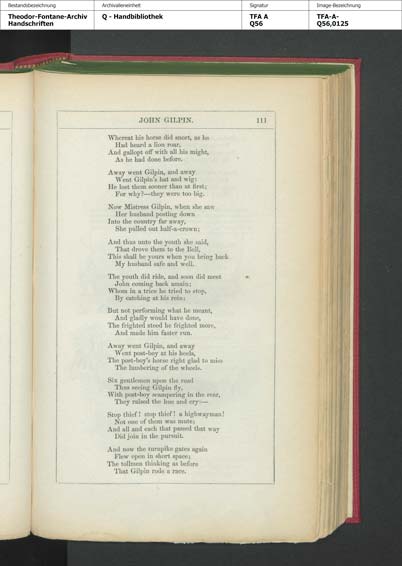 Bestandsbezeichnung
Theodor-Fontane-Archiv
Handschriften
Archivalieneinheit
Q - Handbibliothek
Signatur
TFA A
Q56
Image-Bezeichnung
TFA-A-
Q56,0125
JOHN GILPIN. 111
Whereat his horse did snort, as he
Had heard a lion roar,
And gallopt off with all his might,
As he had done before.
Away went Gilpin, and away
Went Gilpin's hat and wig:
He lost them sooner than at first;
For why?—they were too big.
Now Mistress Gilpin, when she saw
Her husband posting down
Into the country far away,
She pulled out half-a-crown;
And thus unto the youth she said,
That drove them to the Bell,
This shall be yours when you bring back
My husband safe and well.
The youth did ride, and soon did meet
John coming back amain;
Whom in a trice he tried to stop,
By catching at his rein;
But not performing what he meant,
And gladly would have done,
The frighted steed he frighted more,
And made him faster run.
Away went Gilpin, and away
Went post-boy at his heels,
The post-boy's horse right glad to miss
The lumbering of the wheels.
Six gentlemen upon the road
Thus seeing Gilpin fly,
With post-boy scampering in the rear,
They raised the hue and cry:—
Stop thief! stop thief! a highwayman!
Not one of them was mute;
And all and each that passed that way
Did join in the pursuit.
And now the turnpike gates again
Flew open in short space;
The tollmen thinking as before
That Gilpin rode a race.